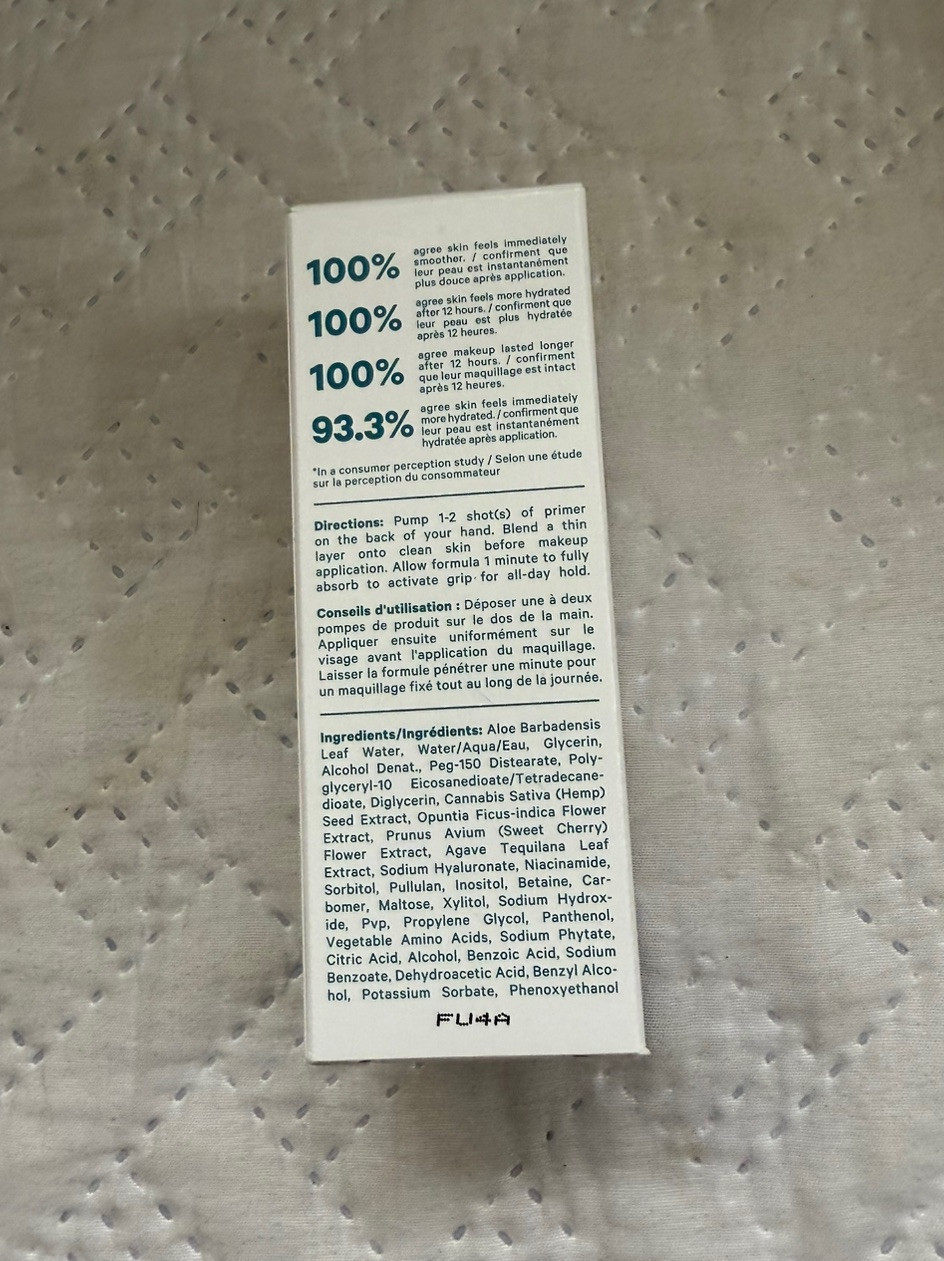 100%
agree skin feels immediately
smoother. / confirment que
leur peau est instantanément
plus douce après application.
100%
agree skin feels more hydrated
after 12 hours. / confirment que
leur peau est plus hydratée
après 12 heures.
100%
agree makeup lasted longer
after 12 hours. / confirment
que leur maquillage est intact
après 12 heures.
93.3%
agree skin feels immediately
more hydrated. / confirment que
leur peau est instantanément
hydratée après application.
*In a consumer perception study / Selon une étude
sur la perception du consommateur
Directions: Pump 1-2 shot(s) of primer
on the back of your hand. Blend a thin
layer onto clean skin before makeup
application. Allow formula 1 minute to fully
absorb to activate grip for all-day hold.
Conseils d'utilisation : Déposer une à deux
pompes de produit sur le dos de la main.
Appliquer ensuite uniformément sur le
visage avant l'application du maquillage.
Laisser la formule pénétrer une minute pour
un maquillage fixé tout au long de la journée.
Ingredients/Ingrédients: Aloe Barbadensis
Leaf Water, Water/Aqua/Eau, Glycerin,
Alcohol Denat., Peg-150 Distearate, Poly-
glyceryl-10 Eicosanedioate/Tetradecane-
dioate, Diglycerin, Cannabis Sativa (Hemp)
Seed Extract, Opuntia Ficus-indica Flower
Extract, Prunus Avium (Sweet Cherry)
Flower Extract, Agave Tequilana Leaf
Extract, Sodium Hyaluronate, Niacinamide,
Sorbitol, Pullulan, Inositol, Betaine, Car-
bomer, Maltose, Xylitol, Sodium Hydrox-
ide, Pvp, Propylene Glycol, Panthenol,
Vegetable Amino Acids, Sodium Phytate,
Citric Acid, Alcohol, Benzoic Acid, Sodium
Benzoate, Dehydroacetic Acid, Benzyl Alco-
hol, Potassium Sorbate, Phenoxyethanol
FU4A